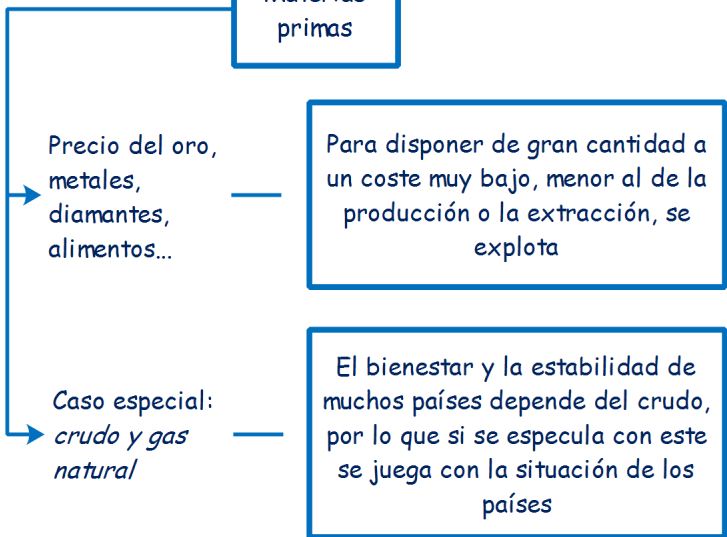 Materias
primas
Precio del oro,
metales,
diamantes,
alimentos...
Para disponer de gran cantidad a
un coste muy bajo, menor al de la
producción o la extracción, se
explota
Caso especial:
crudo y gas
natural
El bienestar y la estabilidad de
muchos países depende del crudo,
por lo que si se especula con este
se juega con la situación de los
países